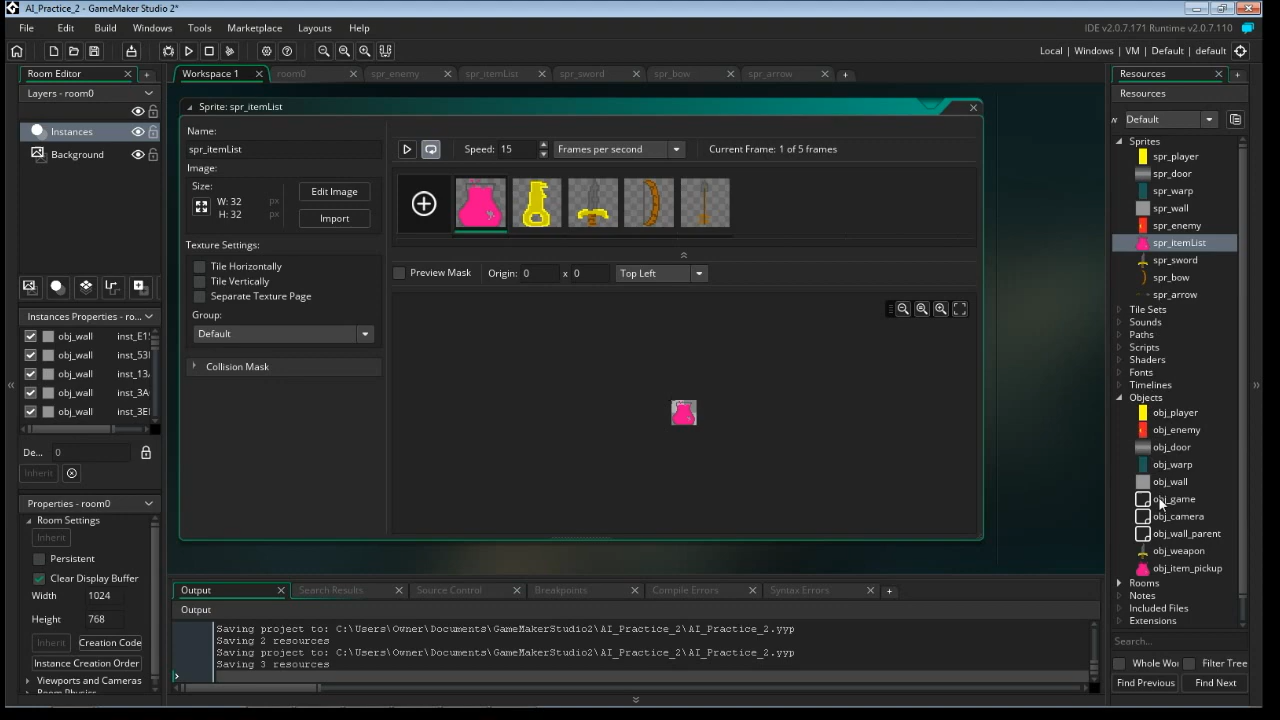 AI_Practice_2 - GameMaker Studio 2*
File Edit Build Windows Tools Marketplace Layouts Help
IDE v2.0.7.171 Runtime v2.0.7.110
Local | Windows | VM | Default | default
Room Editor
Layers - room0
Instances
Background
Instances Properties - ro...
obj_wall inst_E1
obj_wall inst_53
obj_wall inst_13
obj_wall inst_3A
obj_wall inst_3E
De... 0
Inherit
Properties - room0
Room Settings
Inherit
Persistent
Clear Display Buffer
Width 1024
Height 768
Inherit Creation Code
Instance Creation Order
Viewports and Cameras
Room Physics
Workspace 1 room0 spr_enemy spr_itemList spr_sword spr_bow spr_arrow
Sprite: spr_itemList
Name:
spr_itemList
Image:
Size:
W: 32 px
H: 32 px
Edit Image
Import
Texture Settings:
Tile Horizontally
Tile Vertically
Separate Texture Page
Group:
Default
Collision Mask
Speed: 15 Frames per second Current Frame: 1 of 5 frames
Preview Mask Origin: 0 x 0 Top Left
Output Search Results Source Control Breakpoints Compile Errors Syntax Errors
Output
Saving project to: C:\Users\Owner\Documents\GameMakerStudio2\AI_Practice_2\AI_Practice_2.yyp
Saving 2 resources
Saving project to: C:\Users\Owner\Documents\GameMakerStudio2\AI_Practice_2\AI_Practice_2.yyp
Saving 3 resources
Resources
Resources
Default
Sprites
spr_player
spr_door
spr_warp
spr_wall
spr_enemy
spr_itemList
spr_sword
spr_bow
spr_arrow
Tile Sets
Sounds
Paths
Scripts
Shaders
Fonts
Timelines
Objects
obj_player
obj_enemy
obj_door
obj_warp
obj_wall
obj_game
obj_camera
obj_wall_parent
obj_weapon
obj_item_pickup
Rooms
Notes
Included Files
Extensions
Search...
Whole Wor Filter Tree
Find Previous Find Next